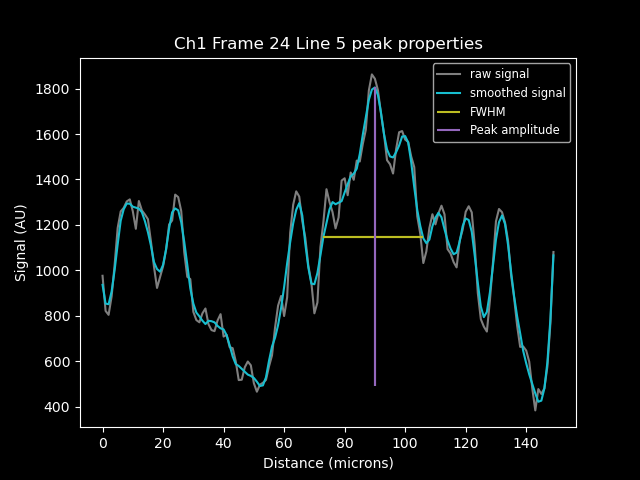 Ch1 Frame 24 Line 5 peak properties
raw signal
smoothed signal
FWHM
Peak amplitude
Signal (AU)
1800
1600
1400
1200
1000
800
600
400
0 20 40 60 80 100 120 140
Distance (microns)